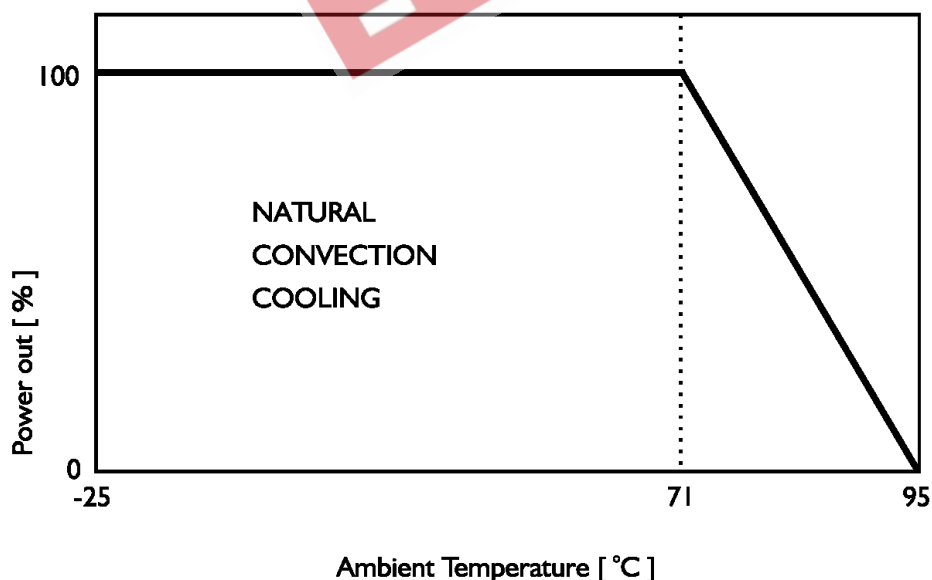 100
NATURAL
CONVECTION
COOLING
Power out [ % ]
0
-25 71 95
Ambient Temperature [ °C ]